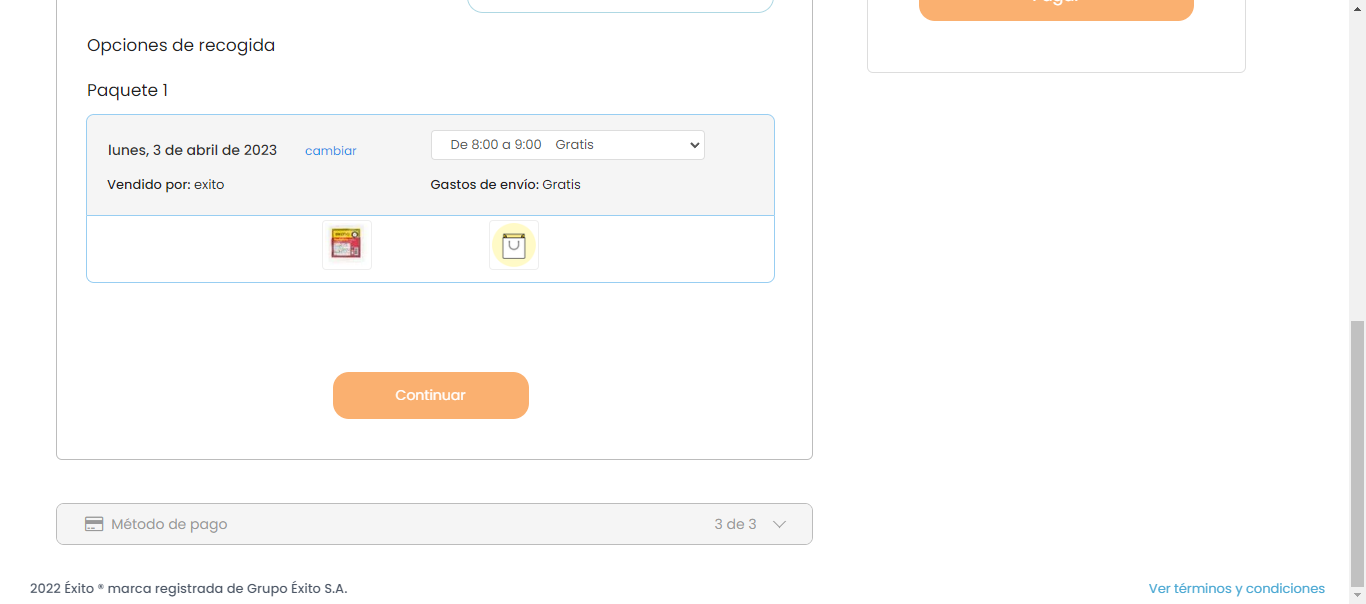 Opciones de recogida
Paquete 1
lunes, 3 de abril de 2023 cambiar
De 8:00 a 9:00 Gratis
Vendido por: exito
Gastos de envío: Gratis
Continuar
Método de pago
3 de 3
2022 Éxito ® marca registrada de Grupo Éxito S.A.
Ver términos y condiciones